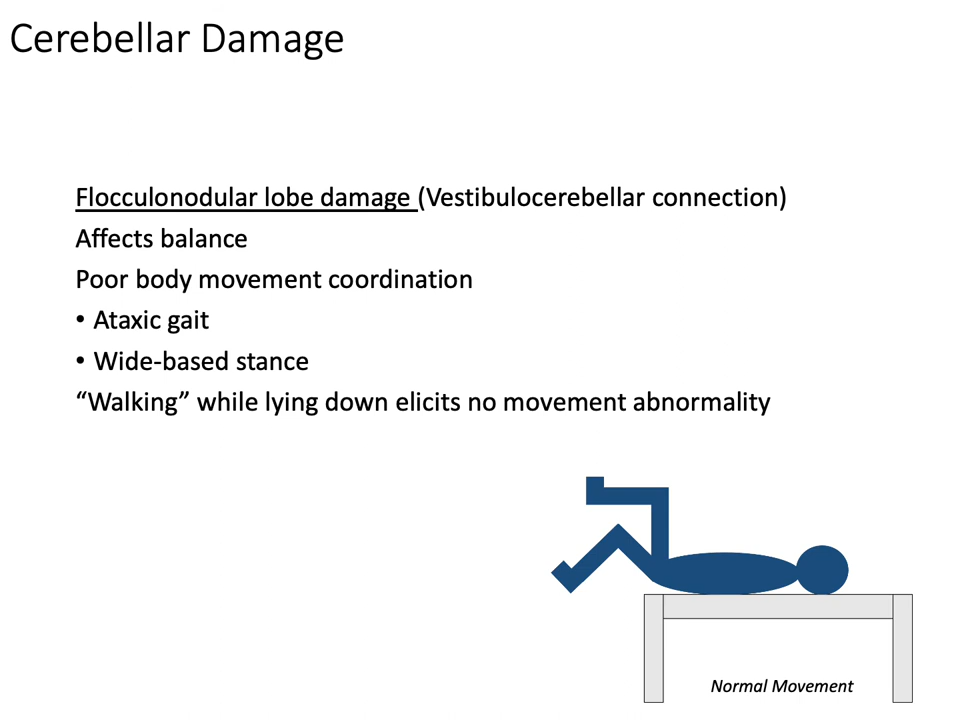 Cerebellar Damage
Flocculonodular lobe damage (Vestibulocerebellar connection)
Affects balance
Poor body movement coordination
• Ataxic gait
• Wide-based stance
“Walking” while lying down elicits no movement abnormality
Normal Movement